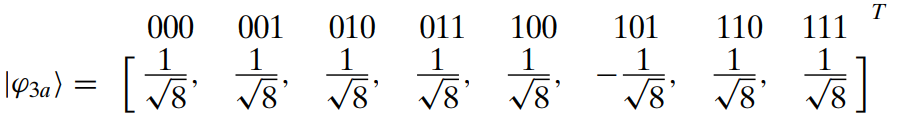 000 001 010 011 100 101 110 111 T
|φ₃ₐ⟩ = [ 1/√8, 1/√8, 1/√8, 1/√8, 1/√8, −1/√8, 1/√8, 1/√8 ]